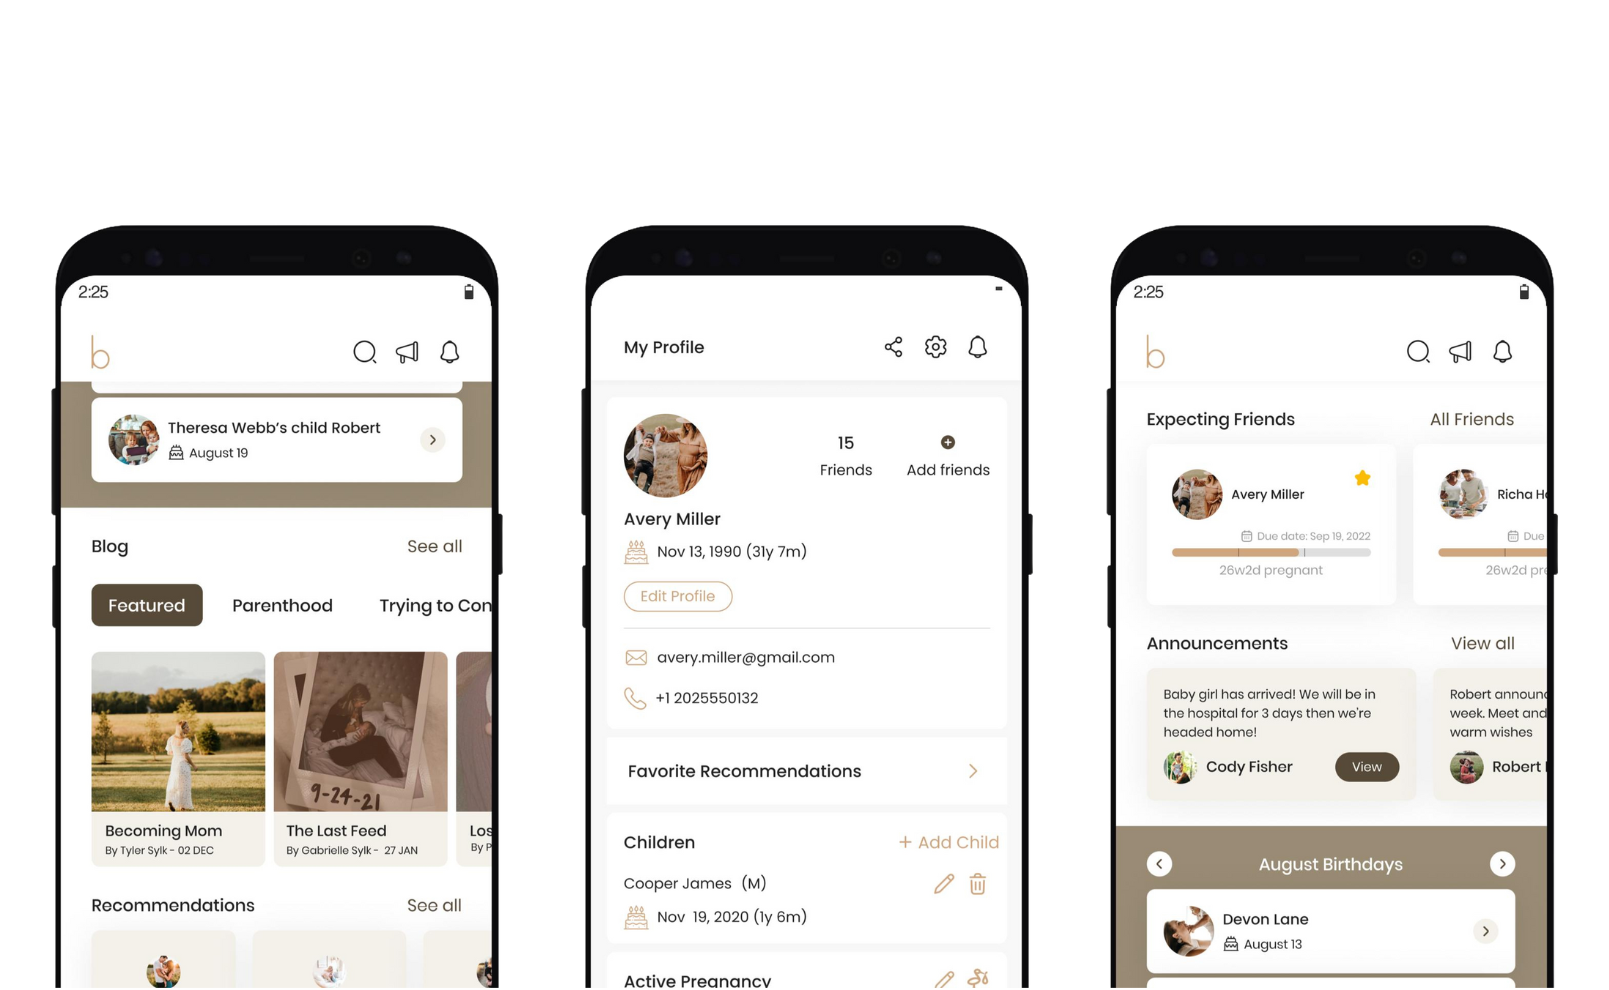 2:25
b
Theresa Webb's child Robert
August 19
Blog
See all
Featured
Parenthood
Trying to Con
9-24-21
Becoming Mom
By Tyler Sylk - 02 DEC
The Last Feed
By Gabrielle Sylk - 27 JAN
Los
By P
Recommendations
See all
My Profile
15
Friends
Add friends
Avery Miller
Nov 13, 1990 (31y 7m)
Edit Profile
avery.miller@gmail.com
+1 2025550132
Favorite Recommendations
Children
+ Add Child
Cooper James (M)
Nov 19, 2020 (1y 6m)
Active Pregnancy
2:25
b
Expecting Friends
All Friends
Avery Miller
Due date: Sep 19, 2022
26w2d pregnant
Richa H
Due
26w2d pre
Announcements
View all
Baby girl has arrived! We will be in
the hospital for 3 days then we're
headed home!
Cody Fisher
View
Robert announc
week. Meet and
warm wishes
Robert
August Birthdays
Devon Lane
August 13